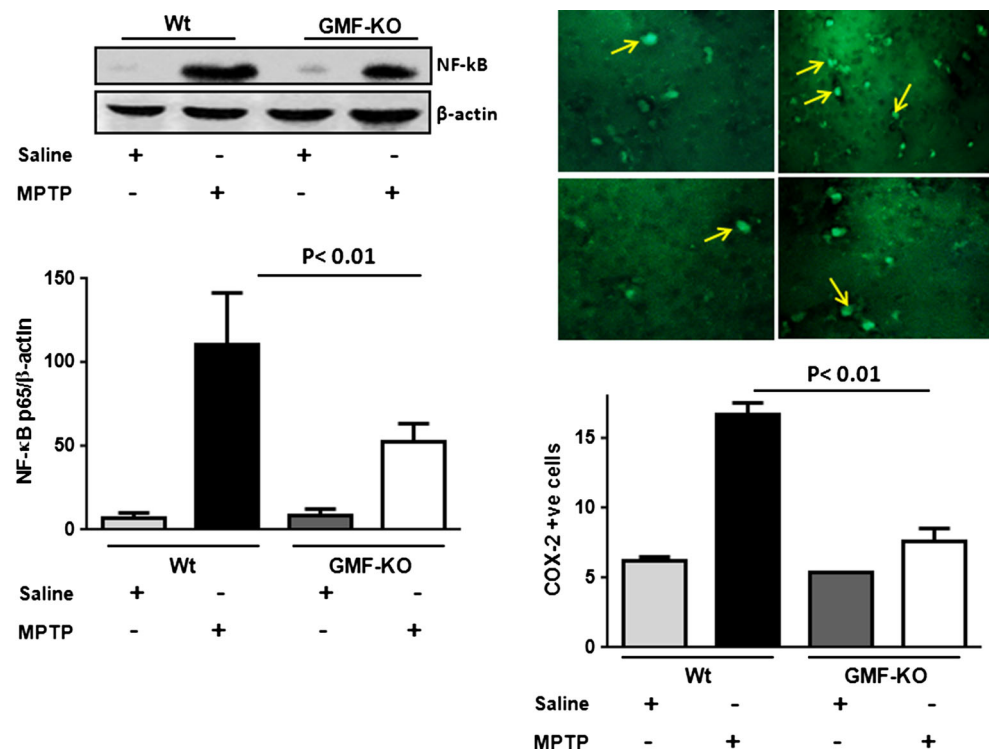 Wt GMF-KO
NF-kB
β-actin
Saline + - + -
MPTP - + - +
P< 0.01
150
100
50
0
NF-κB p65/β-actin
Wt GMF-KO
Saline + - + -
MPTP - + - +
P< 0.01
15
10
5
0
COX-2 +ve cells
Wt GMF-KO
Saline + - + -
MPTP - + - +